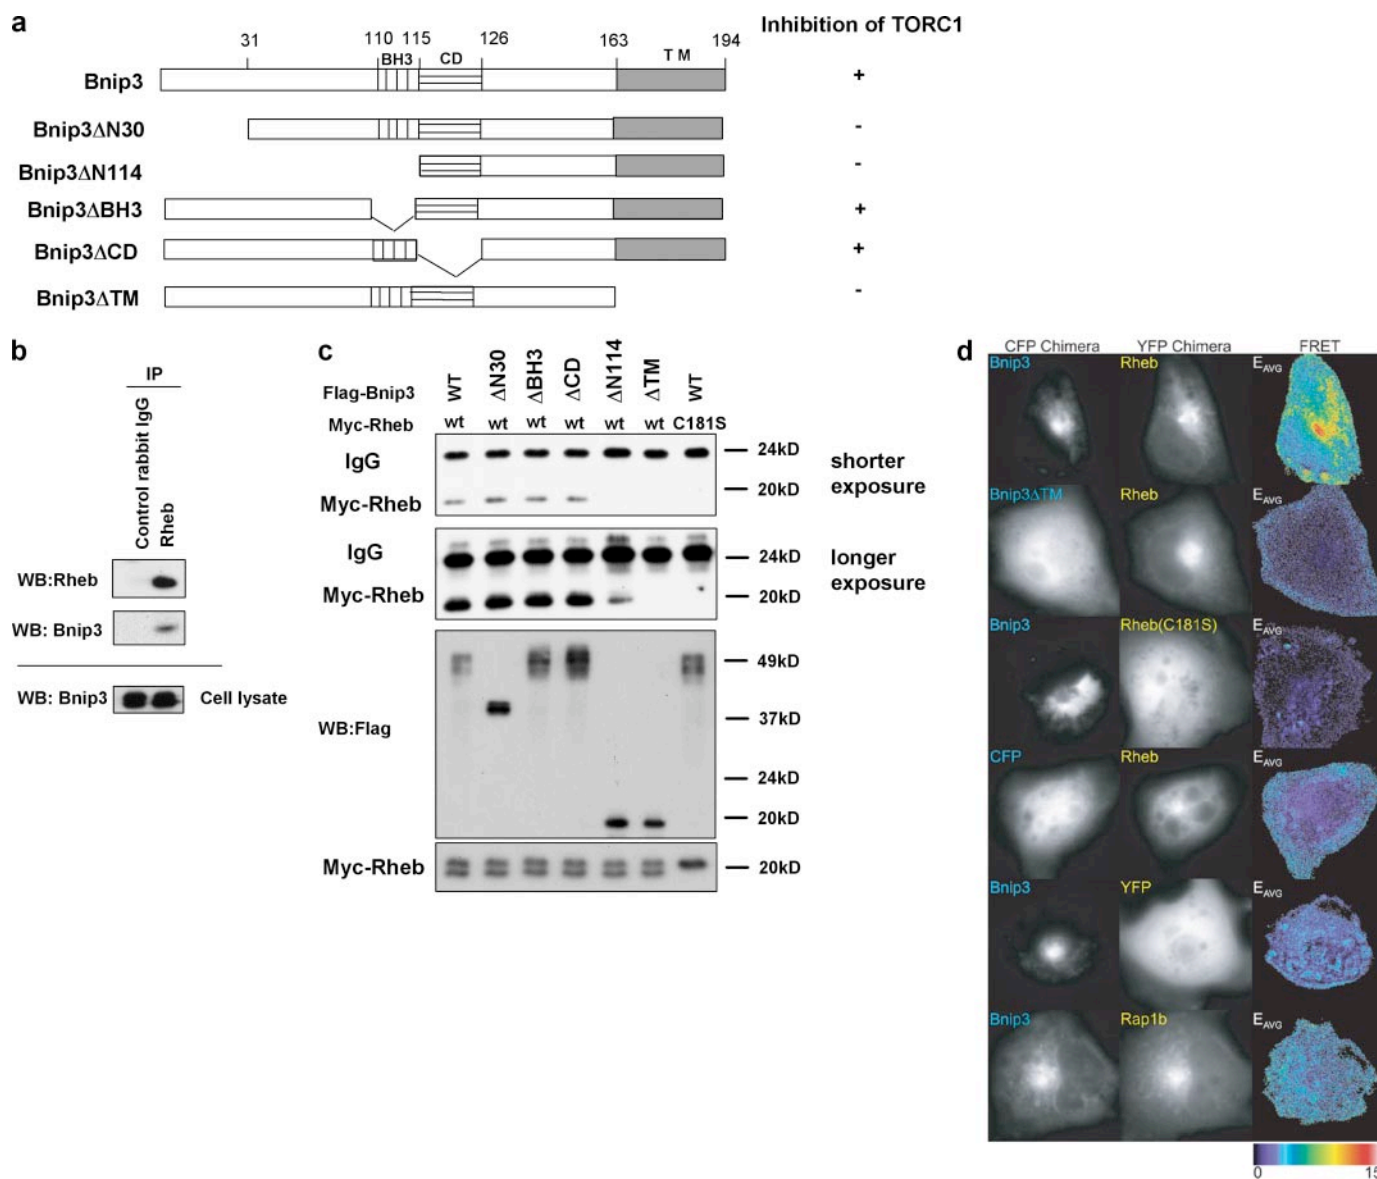 a
Inhibition of TORC1
31 110 115 126 163 194
BH3 CD T M
Bnip3 +
Bnip3ΔN30 -
Bnip3ΔN114 -
Bnip3ΔBH3 +
Bnip3ΔCD +
Bnip3ΔTM -
b
IP
Control rabbit IgG
Rheb
WB:Rheb
WB: Bnip3
WB: Bnip3 Cell lysate
c
Flag-Bnip3 WT ΔN30 ΔBH3 ΔCD ΔN114 ΔTM WT
Myc-Rheb wt wt wt wt wt wt C181S
IgG 24kD
Myc-Rheb 20kD
shorter
exposure
IgG 24kD
Myc-Rheb 20kD
longer
exposure
WB:Flag
49kD
37kD
24kD
20kD
Myc-Rheb 20kD
d
CFP Chimera YFP Chimera FRET
Bnip3 Rheb EAVG
Bnip3ΔTM Rheb EAVG
Bnip3 Rheb(C181S) EAVG
CFP Rheb EAVG
Bnip3 YFP EAVG
Bnip3 Rap1b EAVG
0 15